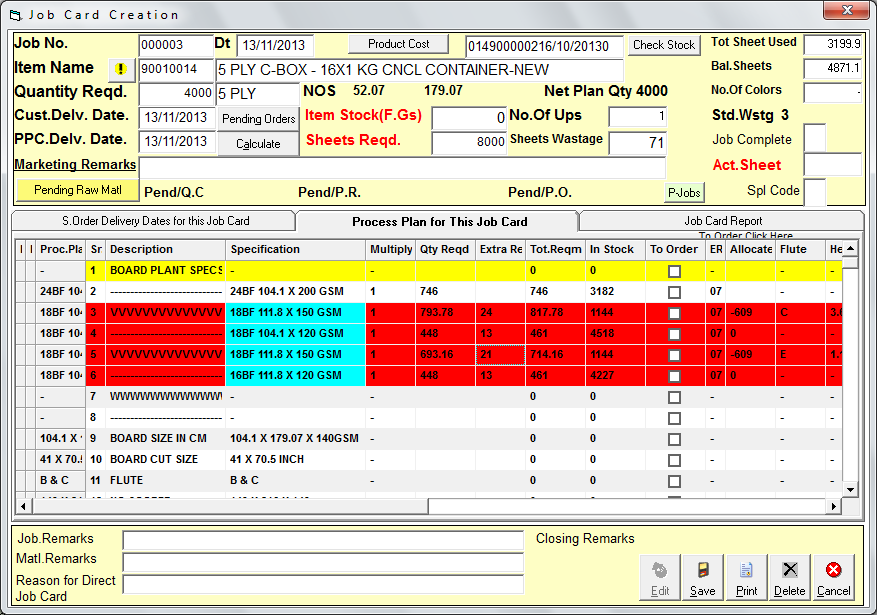 Job Card Creation
Job No. 000003 Dt 13/11/2013 Product Cost 014900000216/10/20130 Check Stock Tot Sheet Used 3199.9
Item Name 90010014 5 PLY C-BOX - 16X1 KG CNCL CONTAINER-NEW Bal.Sheets 4871.1
Quantity Reqd. 4000 5 PLY NOS 52.07 179.07 Net Plan Qty 4000 No.Of Colors -
Cust.Delv. Date. 13/11/2013 Pending Orders Item Stock(F.Gs) 0 No.Of Ups 1 Std.Wstg 3
PPC.Delv. Date. 13/11/2013 Calculate Sheets Reqd. 8000 Sheets Wastage 71 Job Complete
Marketing Remarks Act.Sheet
Pending Raw Matl Pend/Q.C Pend/P.R. Pend/P.O. P-Jobs Spl Code
S.Order Delivery Dates for this Job Card Process Plan for This Job Card Job Card Report
To Order Click Here
Proc.Pla Sr Description Specification Multiply Qty Reqd Extra Re Tot.Reqm In Stock To Order ER Allocate Flute He
- 1 BOARD PLANT SPECS - - 0 0 - - -
24BF 104 2 ---------------------------- 24BF 104.1 X 200 GSM 1 746 746 3182 07 - -
18BF 104 3 VVVVVVVVVVVVV 18BF 111.8 X 150 GSM 1 793.78 24 817.78 1144 07 -609 C 3.
18BF 104 4 ---------------------------- 18BF 104.1 X 120 GSM 1 448 13 461 4518 07 0 - -
18BF 104 5 VVVVVVVVVVVVV 18BF 111.8 X 150 GSM 1 693.16 21 714.16 1144 07 -609 E 1.
18BF 104 6 ---------------------------- 16BF 111.8 X 120 GSM 1 448 13 461 4227 07 0 - -
- 7 WWWWWWWWWWW - - 0 0 - - - -
- 8 ---------------------------- - - 0 0 - - - -
104.1 X 9 BOARD SIZE IN CM 104.1 X 179.07 X 140GSM - 0 0 - - - -
41 X 70.5 10 BOARD CUT SIZE 41 X 70.5 INCH - 0 0 - - - -
B & C 11 FLUTE B & C - 0 0 - - - -
Job.Remarks Closing Remarks
Matl.Remarks
Reason for Direct
Job Card
Edit Save Print Delete Cancel